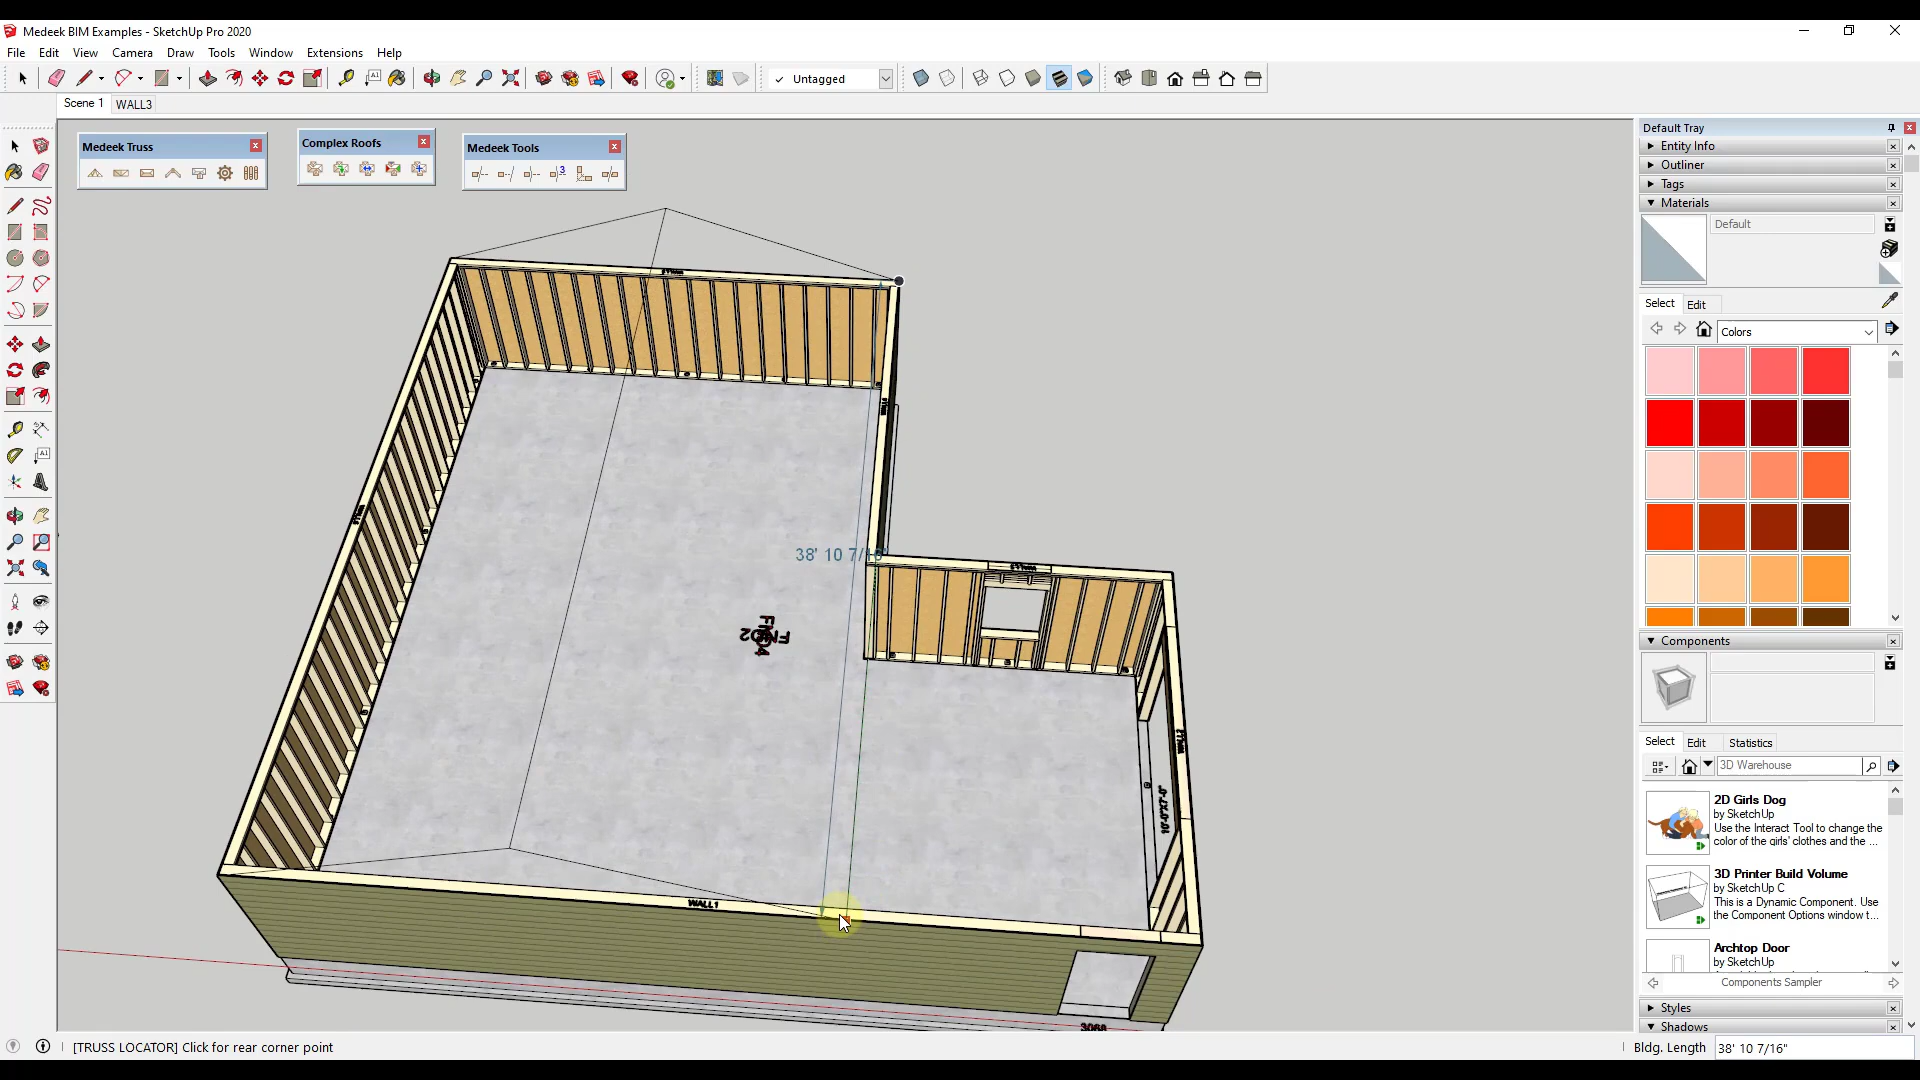 Medeek BIM Examples - SketchUp Pro 2020
File Edit View Camera Draw Tools Window Extensions Help
Untagged
Scene 1 WALL3
Medeek Truss
Complex Roofs
Medeek Tools
3
38' 10 7/16"
WALL1
10'-0"X7'-0"
3068
Default Tray
Entity Info
Outliner
Tags
Materials
Default
Select Edit
Colors
Components
Select Edit Statistics
3D Warehouse
2D Girls Dog
by SketchUp
Use the Interact Tool to change the
color of the girls' clothes and the ...
3D Printer Build Volume
by SketchUp C
This is a Dynamic Component. Use
the Component Options window t...
Archtop Door
by SketchUp
Components Sampler
Styles
Shadows
[TRUSS LOCATOR] Click for rear corner point
Bldg. Length 38' 10 7/16"